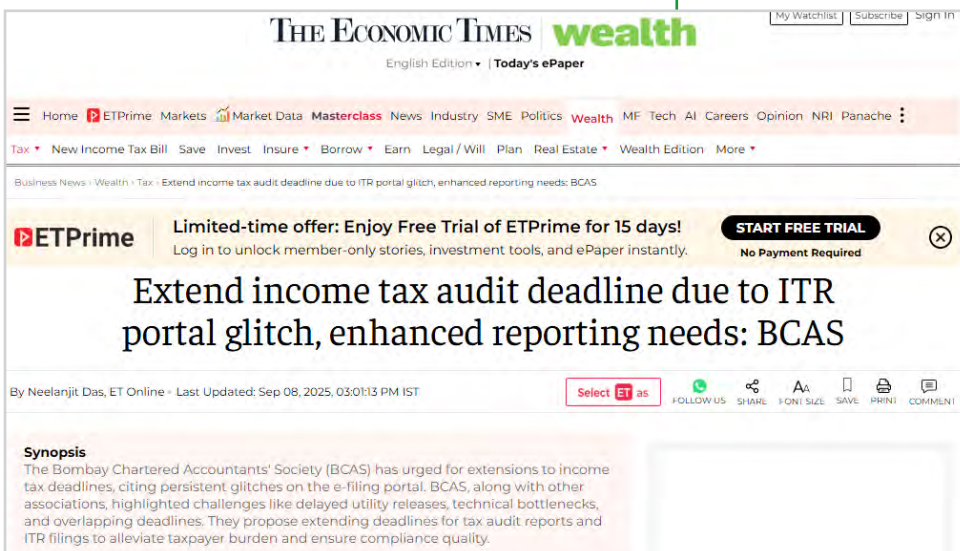 THE ECONOMIC TIMES wealth
My Watchlist Subscribe Sign In
English Edition ▾ | Today's ePaper
Home ETPrime Markets Market Data Masterclass News Industry SME Politics Wealth MF Tech AI Careers Opinion NRI Panache
Tax New Income Tax Bill Save Invest Insure Borrow Earn Legal / Will Plan Real Estate Wealth Edition More
Business News › Wealth › Tax › Extend income tax audit deadline due to ITR portal glitch, enhanced reporting needs: BCAS
ETPrime
Limited-time offer: Enjoy Free Trial of ETPrime for 15 days!
Log in to unlock member-only stories, investment tools, and ePaper instantly.
START FREE TRIAL
No Payment Required
Extend income tax audit deadline due to ITR
portal glitch, enhanced reporting needs: BCAS
By Neelanjit Das, ET Online • Last Updated: Sep 08, 2025, 03:01:13 PM IST
Select ET as
FOLLOW US SHARE FONT SIZE SAVE PRINT COMMENT
Synopsis
The Bombay Chartered Accountants' Society (BCAS) has urged for extensions to income
tax deadlines, citing persistent glitches on the e-filing portal. BCAS, along with other
associations, highlighted challenges like delayed utility releases, technical bottlenecks,
and overlapping deadlines. They propose extending deadlines for tax audit reports and
ITR filings to alleviate taxpayer burden and ensure compliance quality.